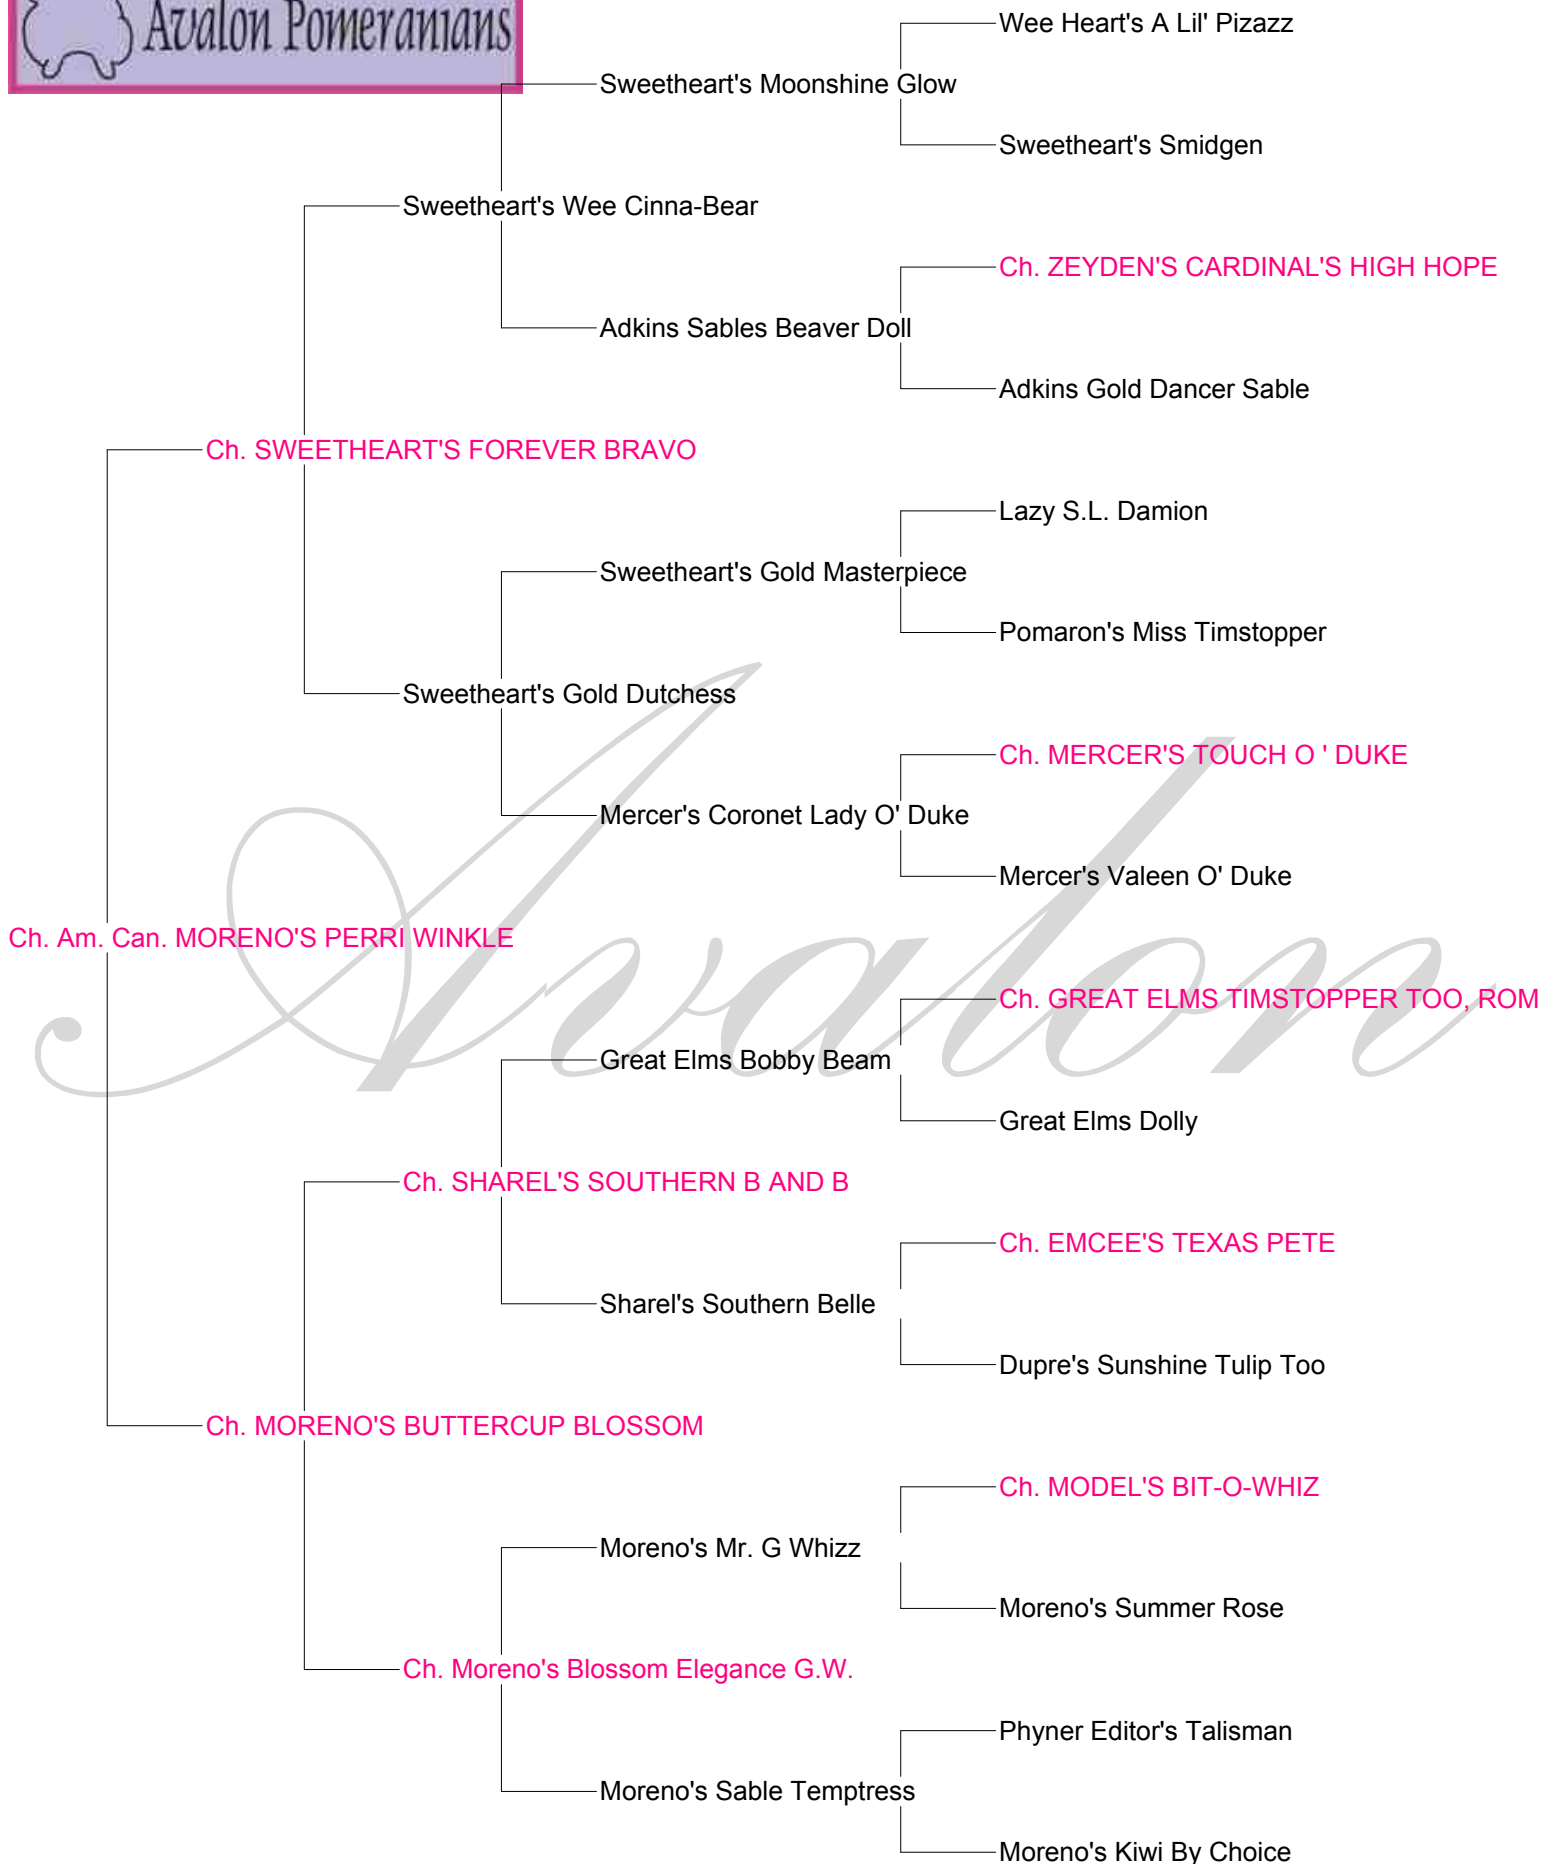 Avalon Pomeranians
Wee Heart's A Lil' Pizazz
Sweetheart's Moonshine Glow
Sweetheart's Smidgen
Sweetheart's Wee Cinna-Bear
Ch. ZEYDEN'S CARDINAL'S HIGH HOPE
Adkins Sables Beaver Doll
Adkins Gold Dancer Sable
Ch. SWEETHEART'S FOREVER BRAVO
Lazy S.L. Damion
Sweetheart's Gold Masterpiece
Pomaron's Miss Timstopper
Sweetheart's Gold Dutchess
Ch. MERCER'S TOUCH O ' DUKE
Mercer's Coronet Lady O' Duke
Mercer's Valeen O' Duke
Ch. Am. Can. MORENO'S PERRI WINKLE
Avalon
Ch. GREAT ELMS TIMSTOPPER TOO, ROM
Great Elms Bobby Beam
Great Elms Dolly
Ch. SHAREL'S SOUTHERN B AND B
Ch. EMCEE'S TEXAS PETE
Sharel's Southern Belle
Dupre's Sunshine Tulip Too
Ch. MORENO'S BUTTERCUP BLOSSOM
Ch. MODEL'S BIT-O-WHIZ
Moreno's Mr. G Whizz
Moreno's Summer Rose
Ch. Moreno's Blossom Elegance G.W.
Phyner Editor's Talisman
Moreno's Sable Temptress
Moreno's Kiwi By Choice